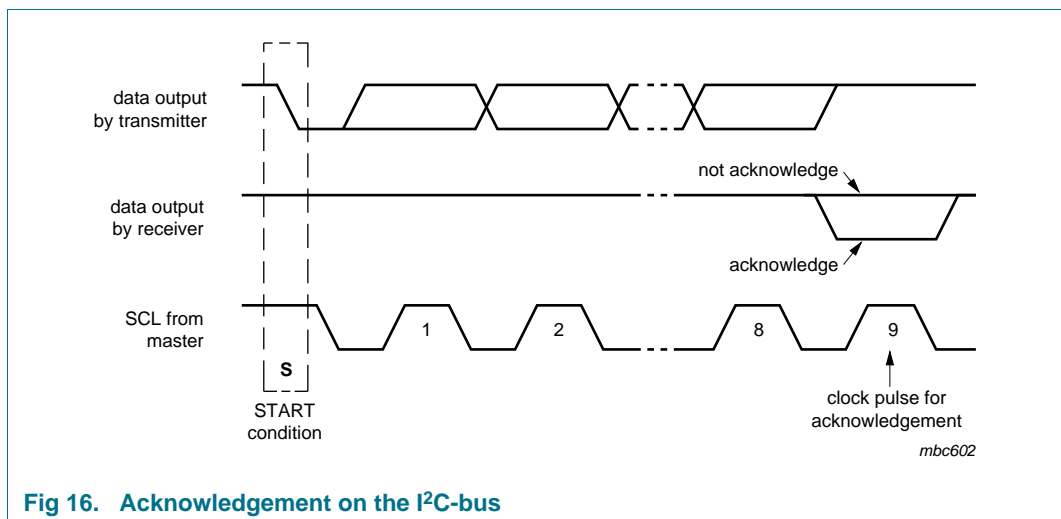 data output
by transmitter
not acknowledge
data output
by receiver
acknowledge
SCL from
master
1
2
8
9
S
START
condition
clock pulse for
acknowledgement
mbc602
Fig 16. Acknowledgement on the I²C-bus